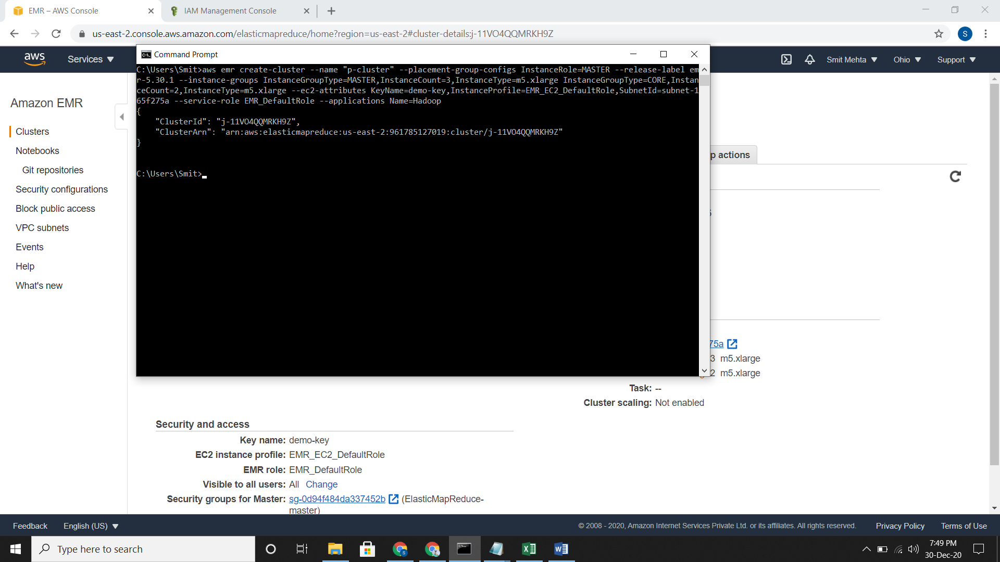 EMR – AWS Console
IAM Management Console
us-east-2.console.aws.amazon.com/elasticmapreduce/home?region=us-east-2#cluster-details:j-11VO4QQMRKH9Z
S
aws
Services
Smit Mehta
Ohio
Support
Command Prompt
C:\Users\Smit>aws emr create-cluster --name "p-cluster" --placement-group-configs InstanceRole=MASTER --release-label em
r-5.30.1 --instance-groups InstanceGroupType=MASTER,InstanceCount=3,InstanceType=m5.xlarge InstanceGroupType=CORE,Instan
ceCount=2,InstanceType=m5.xlarge --ec2-attributes KeyName=demo-key,InstanceProfile=EMR_EC2_DefaultRole,SubnetId=subnet-1
65f275a --service-role EMR_DefaultRole --applications Name=Hadoop
{
"ClusterId": "j-11VO4QQMRKH9Z",
"ClusterArn": "arn:aws:elasticmapreduce:us-east-2:961785127019:cluster/j-11VO4QQMRKH9Z"
}
C:\Users\Smit>
Amazon EMR
Clusters
Notebooks
Git repositories
Security configurations
Block public access
VPC subnets
Events
Help
What's new
p actions
75a
3 m5.xlarge
2 m5.xlarge
Task: --
Cluster scaling: Not enabled
Security and access
Key name: demo-key
EC2 instance profile: EMR_EC2_DefaultRole
EMR role: EMR_DefaultRole
Visible to all users: All Change
Security groups for Master: sg-0d94f484da337452b (ElasticMapReduce-
master)
Feedback
English (US)
© 2008 - 2020, Amazon Internet Services Private Ltd. or its affiliates. All rights reserved.
Privacy Policy
Terms of Use
Type here to search
7:49 PM
30-Dec-20